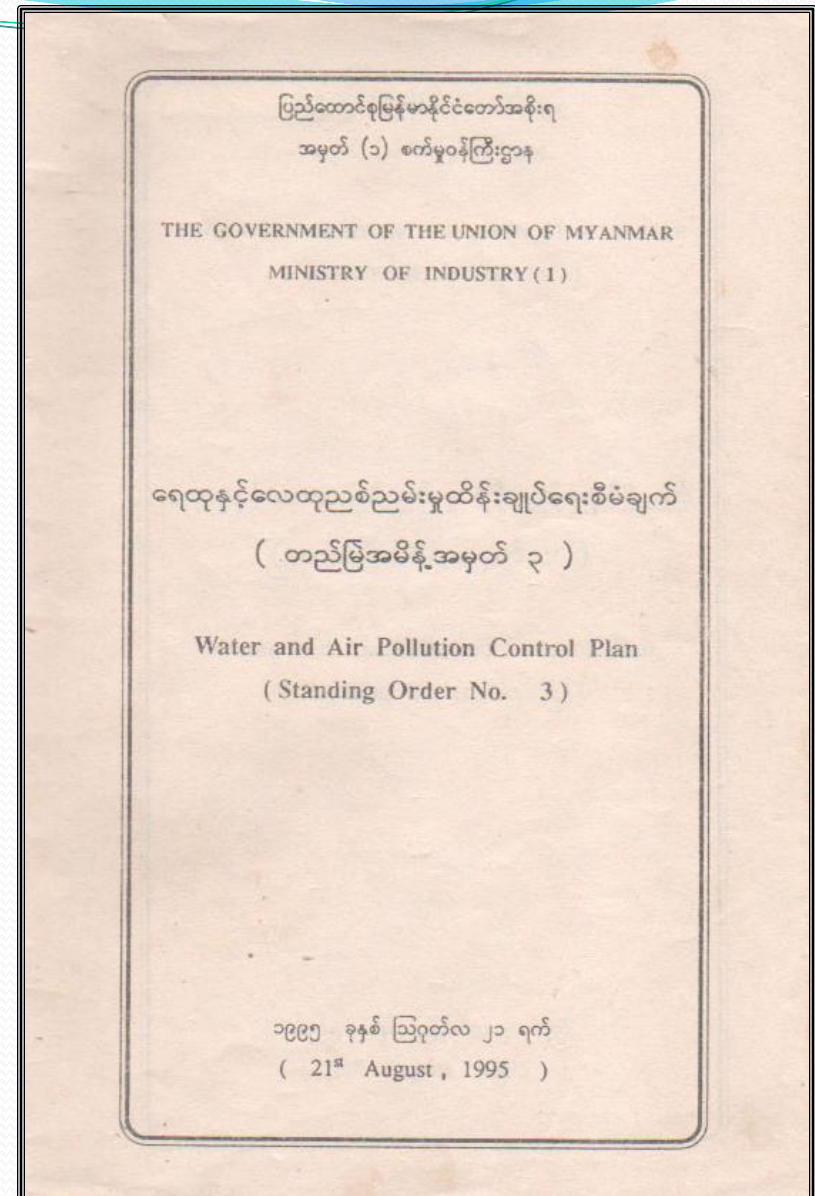 ပြည်ထောင်စုမြန်မာနိုင်ငံတော်အစိုးရ
အမှတ် (၁) စက်မှုဝန်ကြီးဌာန
THE GOVERNMENT OF THE UNION OF MYANMAR
MINISTRY OF INDUSTRY (1)
ရေထုနှင့်လေထုညစ်ညမ်းမှုထိန်းချုပ်ရေးစီမံချက်
( တည်မြဲအမိန့်အမှတ် ၃ )
Water and Air Pollution Control Plan
( Standing Order No. 3 )
၁၉၉၅ ခုနှစ် ဩဂုတ်လ ၂၁ ရက်
( 21st August , 1995 )